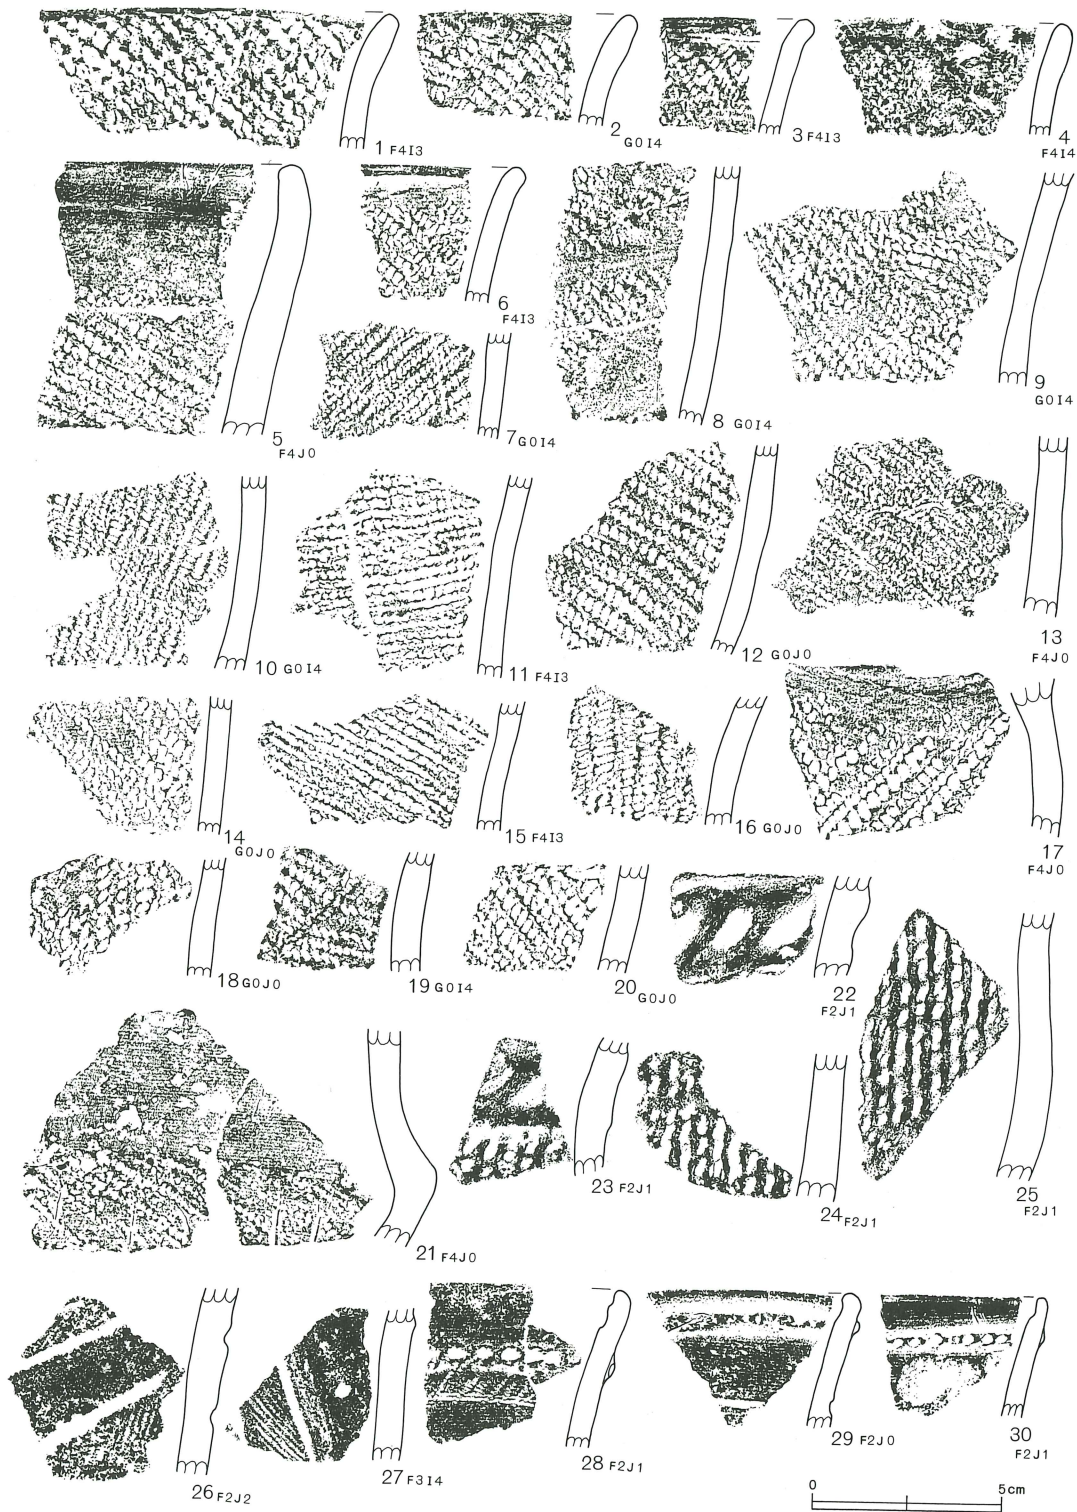 1 F4I3
2 G0I4
3 F4I3
4 F4I4
5 F4J0
6 F4I3
7 G0I4
8 G0I4
9 G0I4
10 G0I4
11 F4I3
12 G0J0
13 F4J0
14 G0J0
15 F4I3
16 G0J0
17 F4J0
18 G0J0
19 G0I4
20 G0J0
22 F2J1
21 F4J0
23 F2J1
24 F2J1
25 F2J1
26 F2J2
27 F3I4
28 F2J1
29 F2J0
30 F2J1
0 5cm